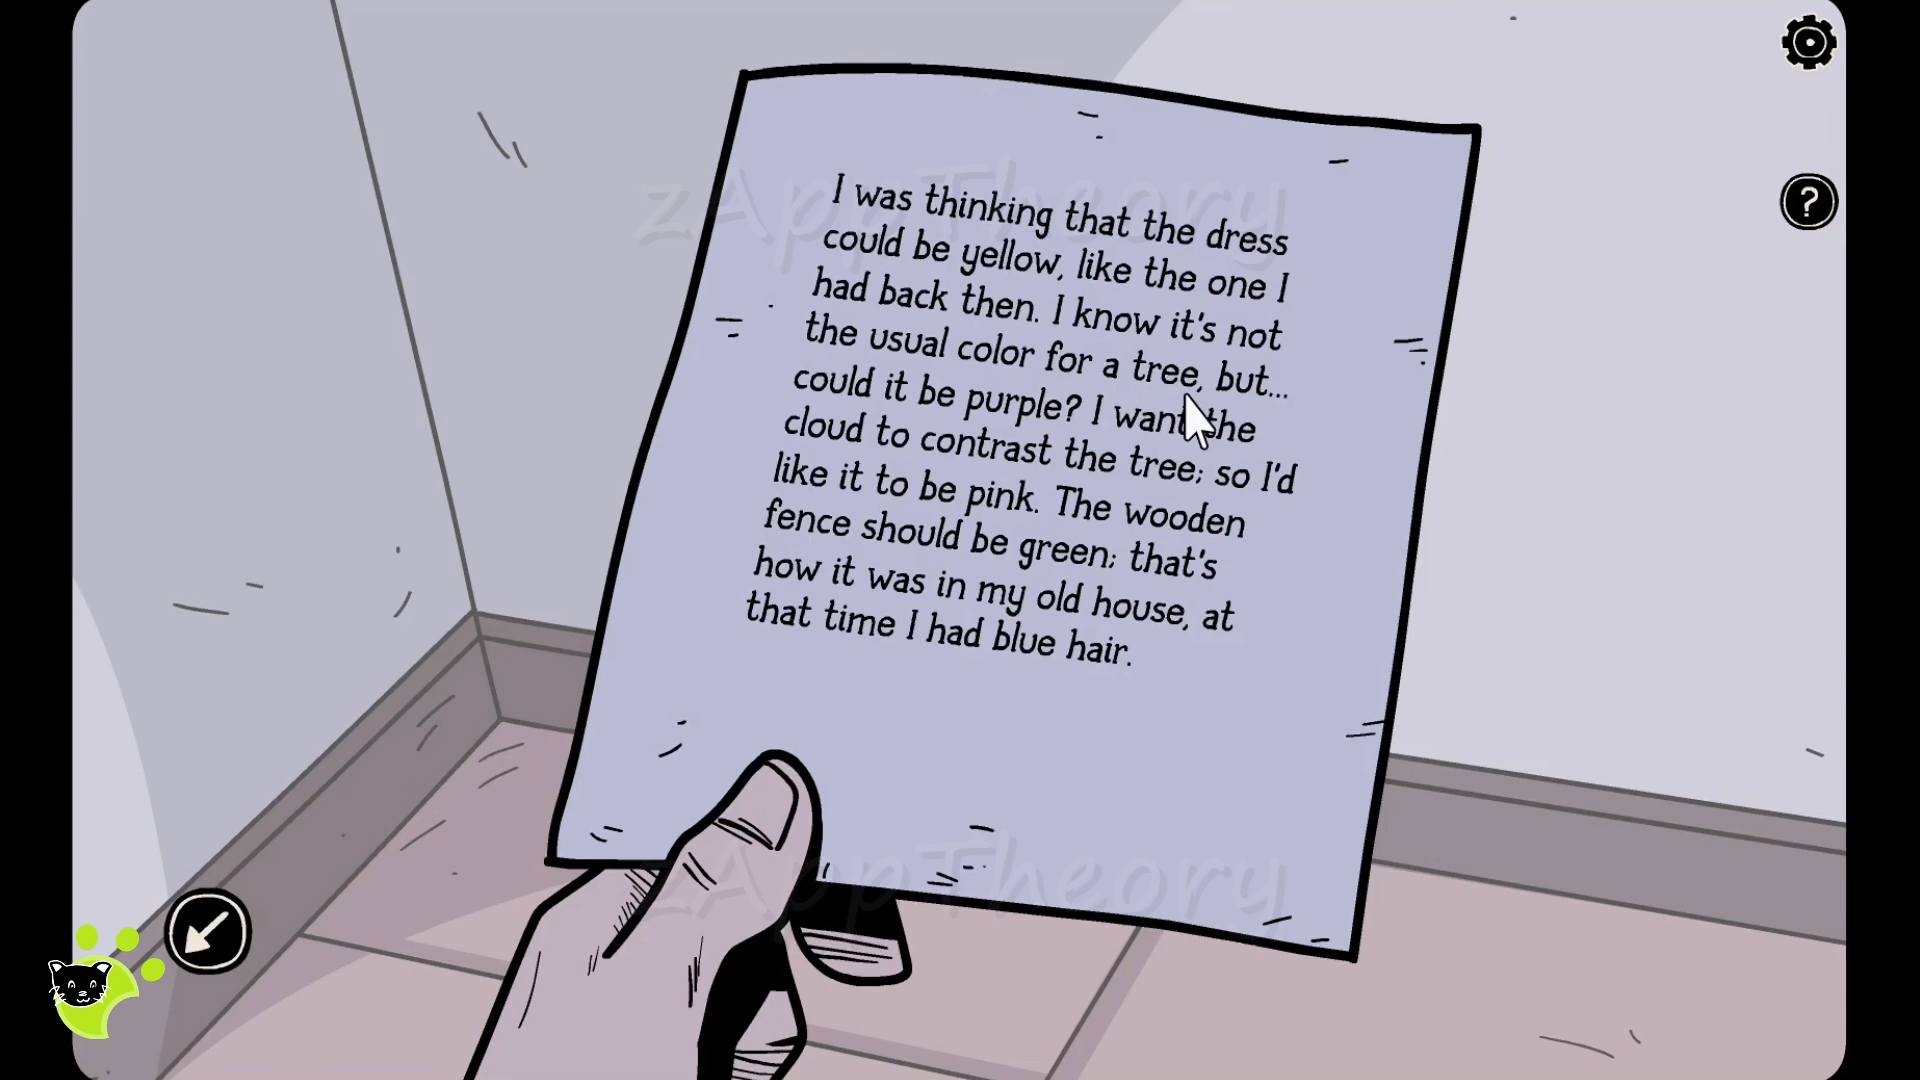 zAppTheory
I was thinking that the dress
could be yellow, like the one I
had back then. I know it's not
the usual color for a tree, but...
could it be purple? I want the
cloud to contrast the tree; so I'd
like it to be pink. The wooden
fence should be green; that's
how it was in my old house, at
that time I had blue hair.
zAppTheory
?